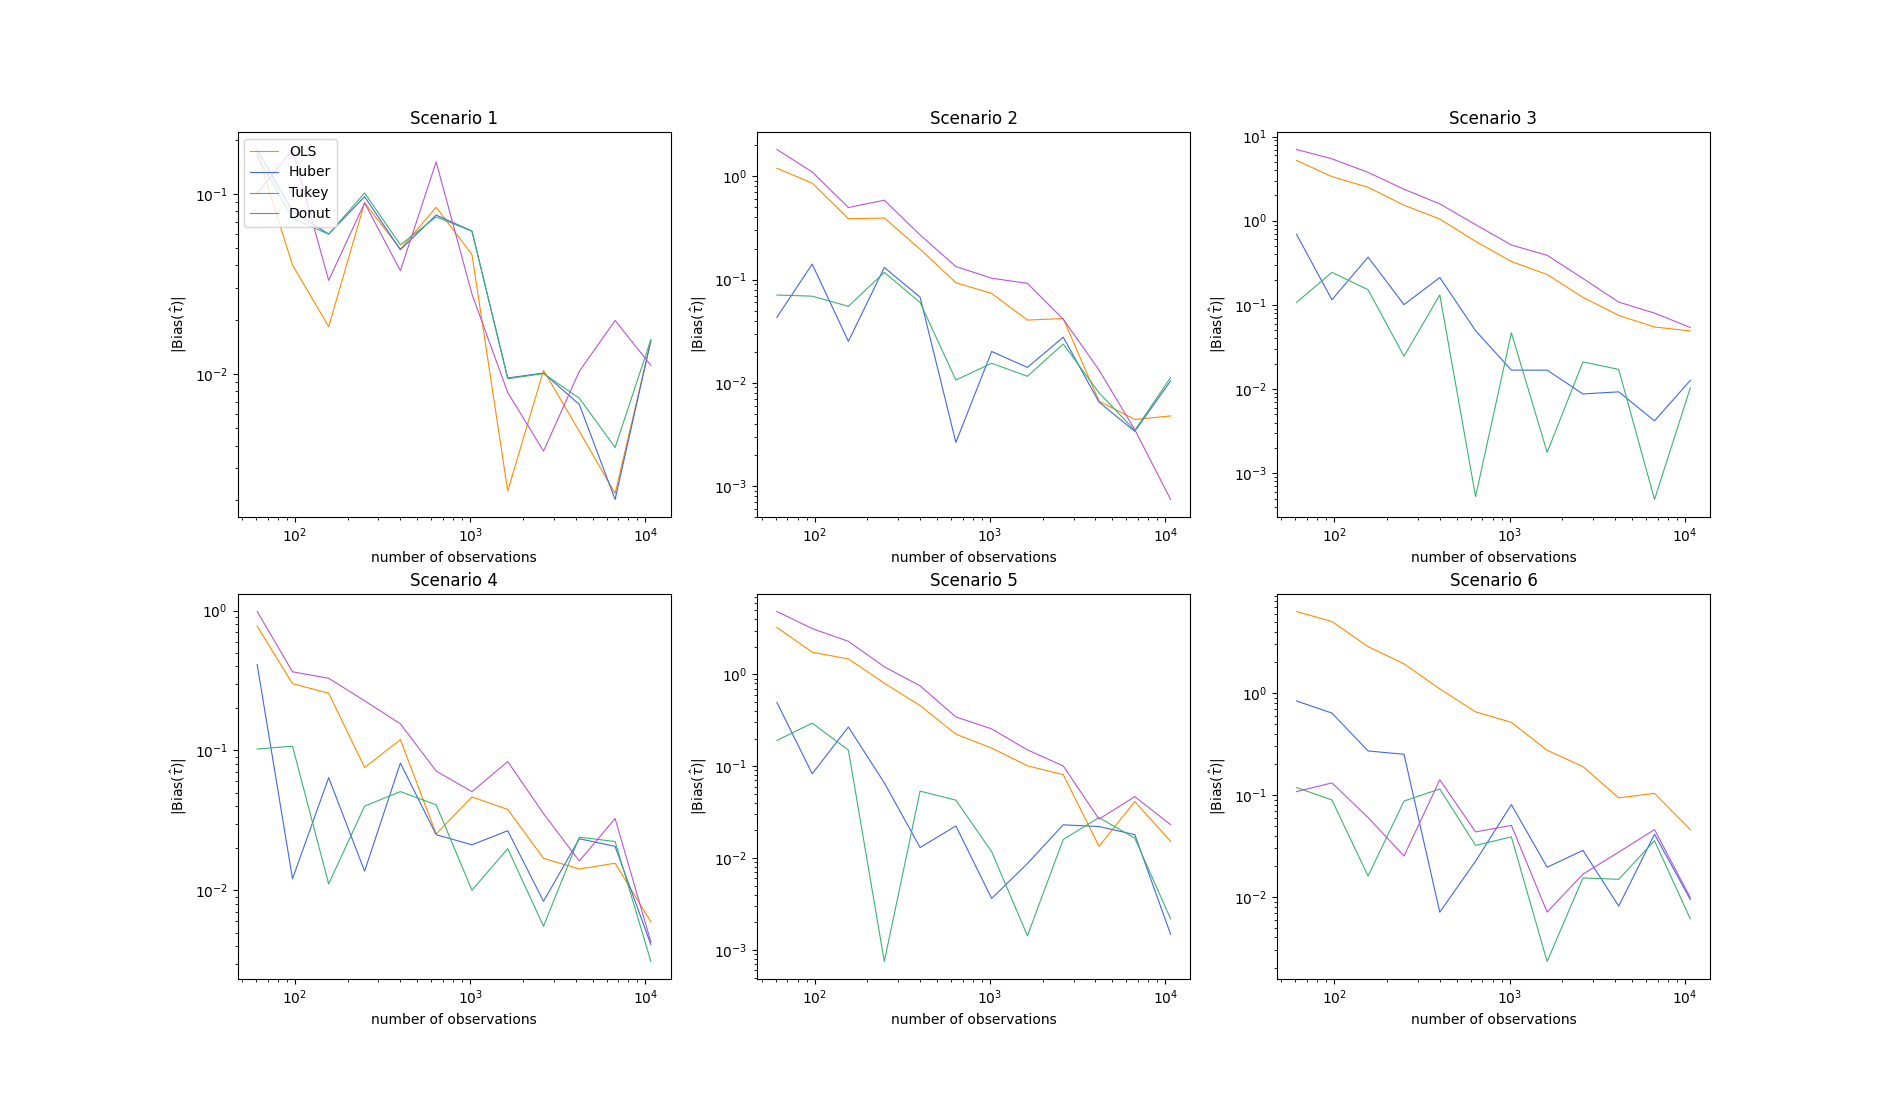 Scenario 1
OLS
Huber
Tukey
Donut
10⁻¹
10⁻²
|Bias(τ̂)|
10² 10³ 10⁴
number of observations
Scenario 2
10⁰
10⁻¹
10⁻²
10⁻³
|Bias(τ̂)|
10² 10³ 10⁴
number of observations
Scenario 3
10¹
10⁰
10⁻¹
10⁻²
10⁻³
|Bias(τ̂)|
10² 10³ 10⁴
number of observations
Scenario 4
10⁰
10⁻¹
10⁻²
|Bias(τ̂)|
10² 10³ 10⁴
number of observations
Scenario 5
10⁰
10⁻¹
10⁻²
10⁻³
|Bias(τ̂)|
10² 10³ 10⁴
number of observations
Scenario 6
10⁰
10⁻¹
10⁻²
|Bias(τ̂)|
10² 10³ 10⁴
number of observations